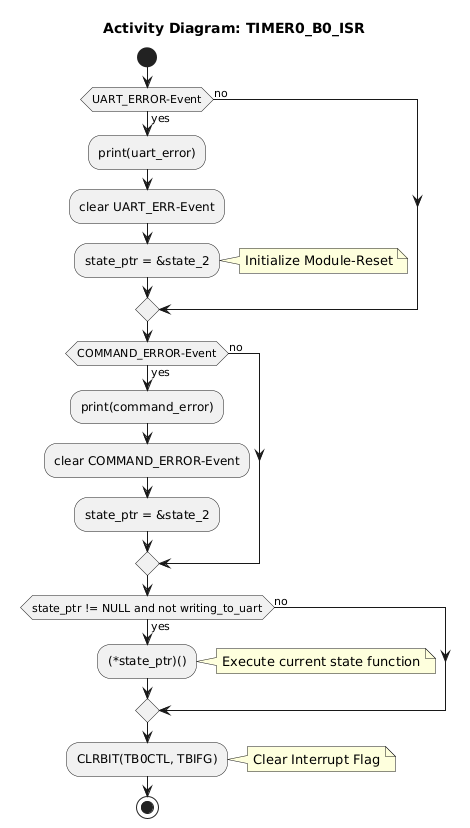 Activity Diagram: TIMER0_B0_ISR
UART_ERROR-Event
no
yes
print(uart_error)
clear UART_ERR-Event
state_ptr = &state_2
Initialize Module-Reset
COMMAND_ERROR-Event
no
yes
print(command_error)
clear COMMAND_ERROR-Event
state_ptr = &state_2
state_ptr != NULL and not writing_to_uart
no
yes
(*state_ptr)()
Execute current state function
CLRBIT(TB0CTL, TBIFG)
Clear Interrupt Flag